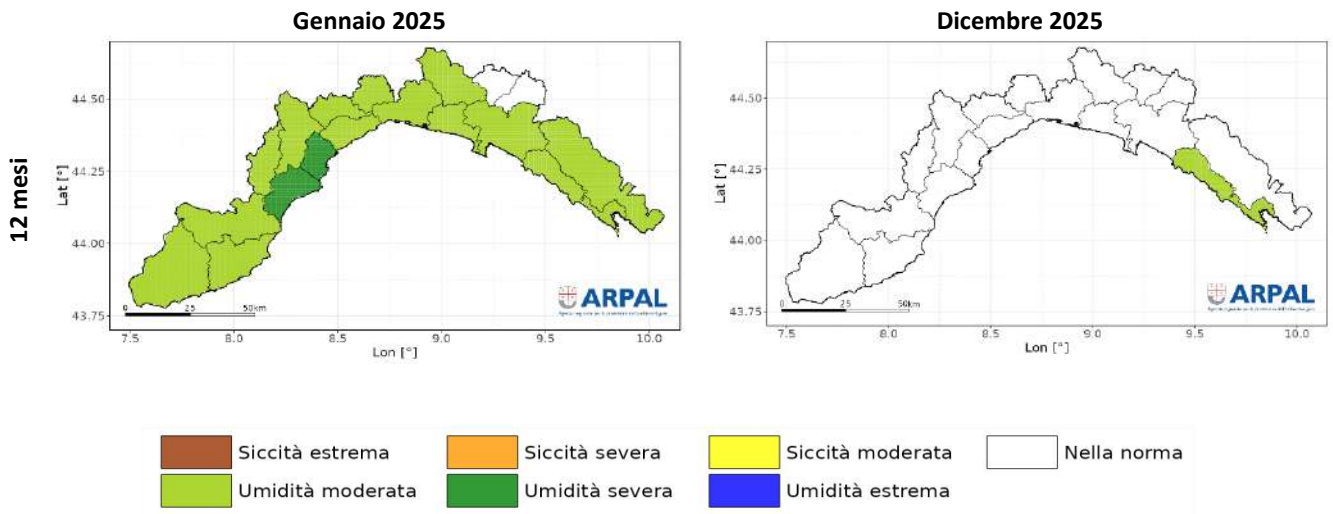 Gennaio 2025
Dicembre 2025
12 mesi
Lat [°]
44.50
44.25
44.00
43.75
0 25 50km
ARPAL
7.5 8.0 8.5 9.0 9.5 10.0
Lon [°]
Lat [°]
44.50
44.25
44.00
43.75
0 25 50km
ARPAL
7.5 8.0 8.5 9.0 9.5 10.0
Lon [°]
Siccità estrema Siccità severa Siccità moderata Nella norma
Umidità moderata Umidità severa Umidità estrema